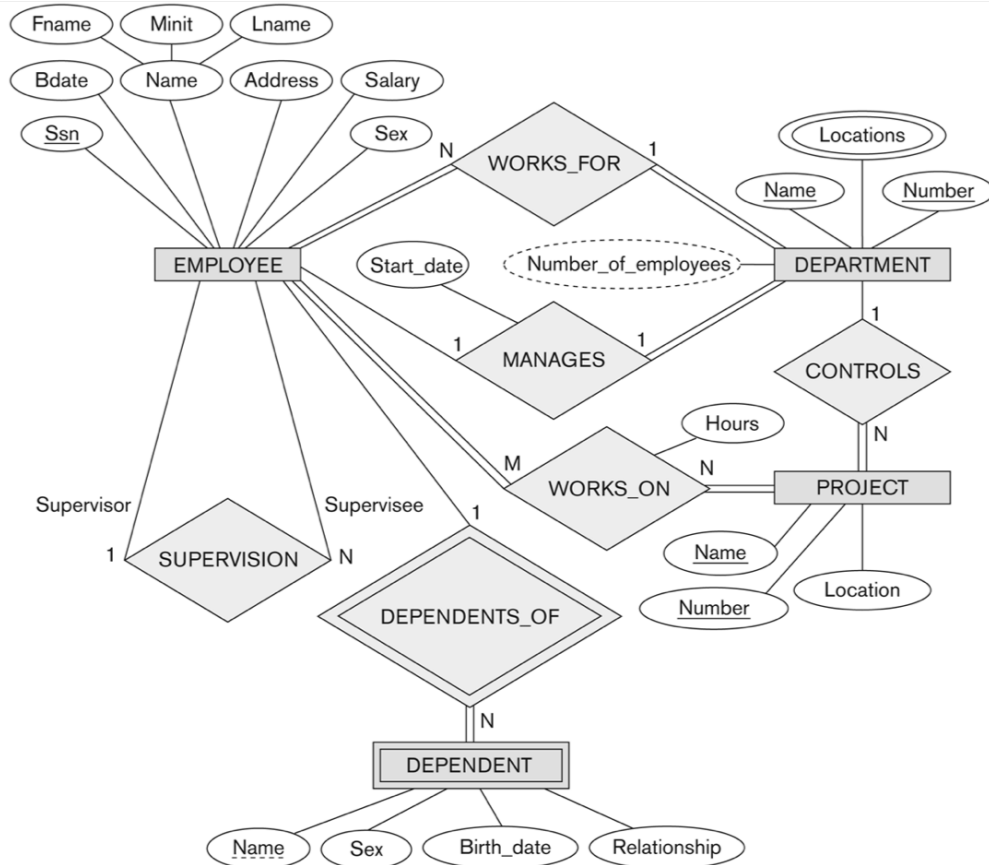 Fname
Minit
Lname
Bdate
Name
Address
Salary
Ssn
Sex
N
WORKS_FOR
1
Locations
Name
Number
EMPLOYEE
Start_date
Number_of_employees
DEPARTMENT
1
MANAGES
1
1
CONTROLS
N
Hours
M
WORKS_ON
N
PROJECT
Supervisor
Supervisee
1
SUPERVISION
N
1
Name
Location
Number
DEPENDENTS_OF
N
DEPENDENT
Name
Sex
Birth_date
Relationship